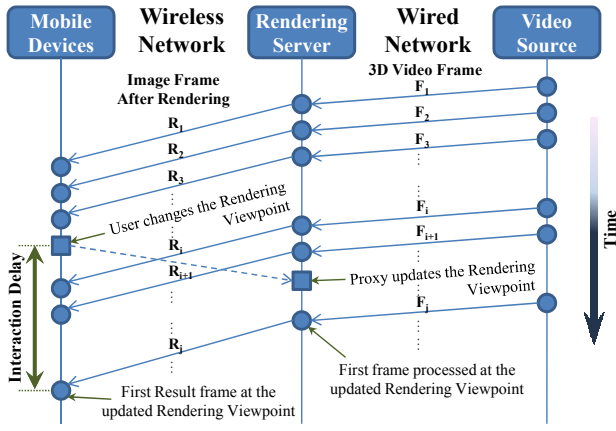 Mobile
Devices
Wireless
Network
Rendering
Server
Wired
Network
Video
Source
Image Frame
After Rendering
3D Video Frame
F1
F2
F3
R1
R2
R3
User changes the Rendering
Viewpoint
Fi
Fi+1
Ri
Ri+1
Proxy updates the Rendering
Viewpoint
Fj
Rj
First Result frame at the
updated Rendering Viewpoint
First frame processed at the
updated Rendering Viewpoint
Interaction Delay
Time